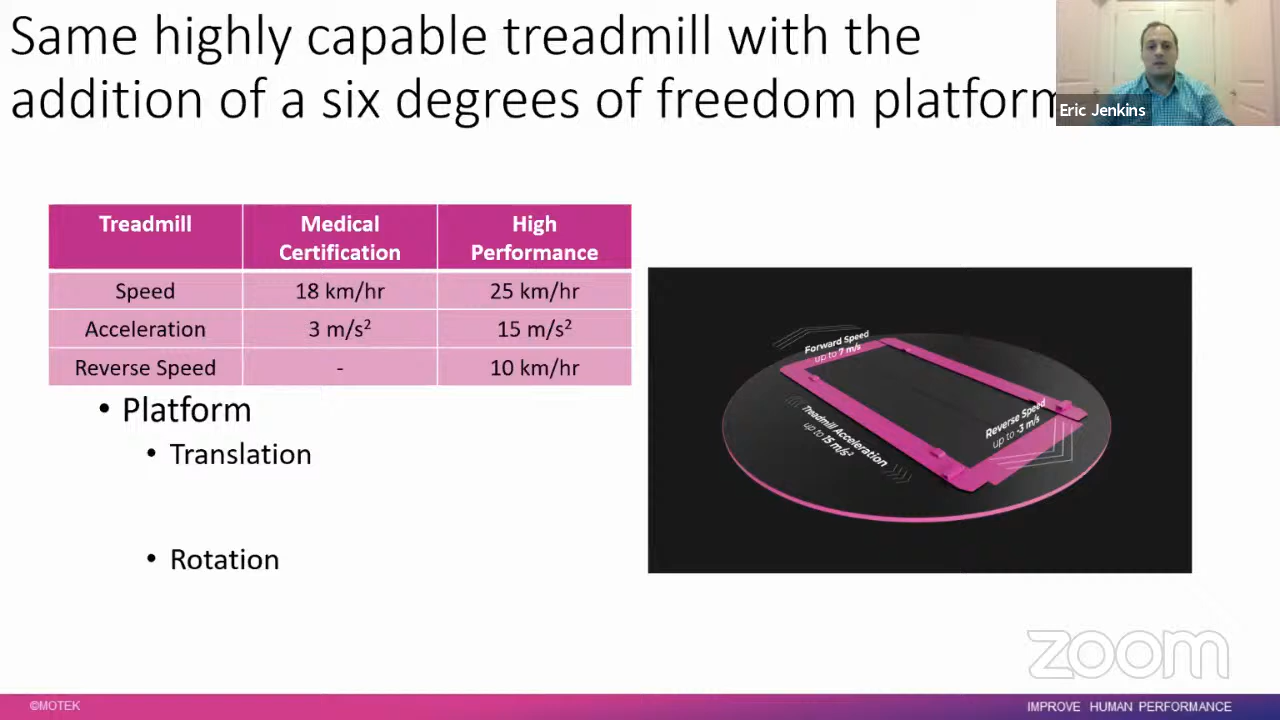 Same highly capable treadmill with the
addition of a six degrees of freedom platform
Eric Jenkins
Treadmill Medical Certification High Performance
Speed 18 km/hr 25 km/hr
Acceleration 3 m/s² 15 m/s²
Reverse Speed - 10 km/hr
• Platform
• Translation
• Rotation
Forward Speed
up to 7 m/s
Treadmill Acceleration
up to 15 m/s²
Reverse Speed
up to -3 m/s
zoom
©MOTEK
IMPROVE HUMAN PERFORMANCE